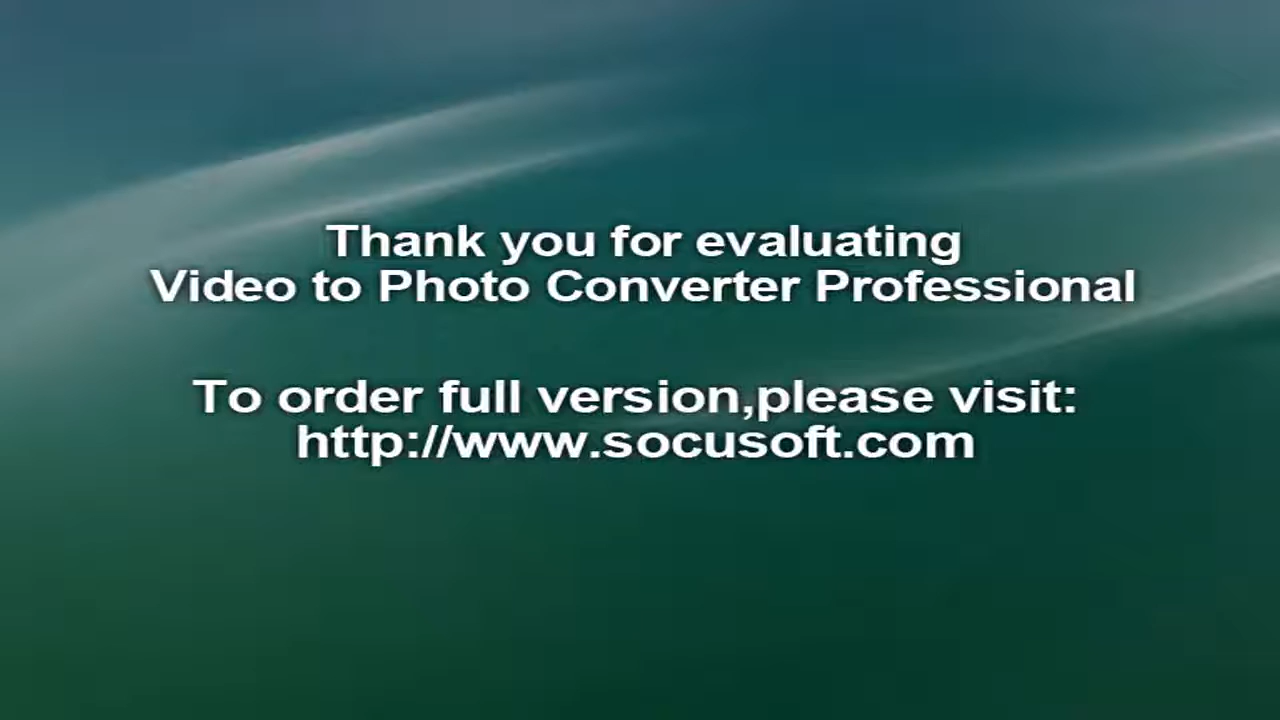 Thank you for evaluating
Video to Photo Converter Professional
To order full version,please visit:
http://www.socusoft.com